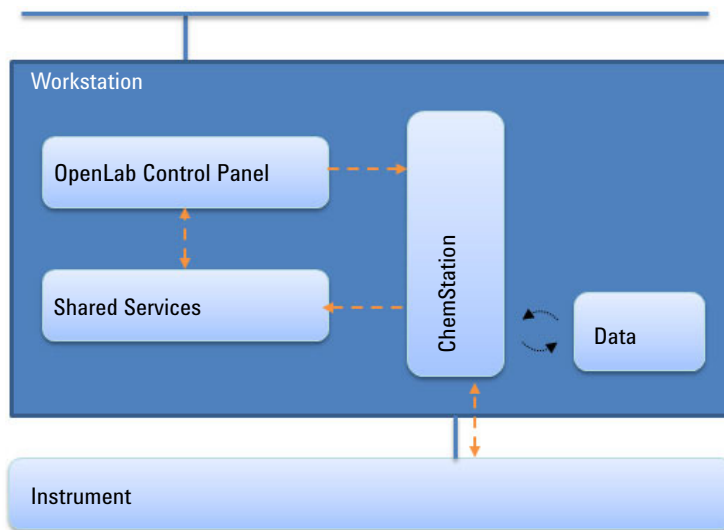 Workstation
OpenLab Control Panel
Shared Services
ChemStation
Data
Instrument